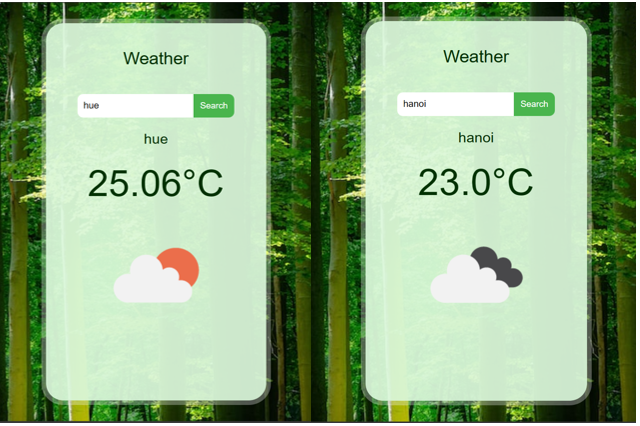 Weather
hue Search
hue
25.06°C
Weather
hanoi Search
hanoi
23.0°C